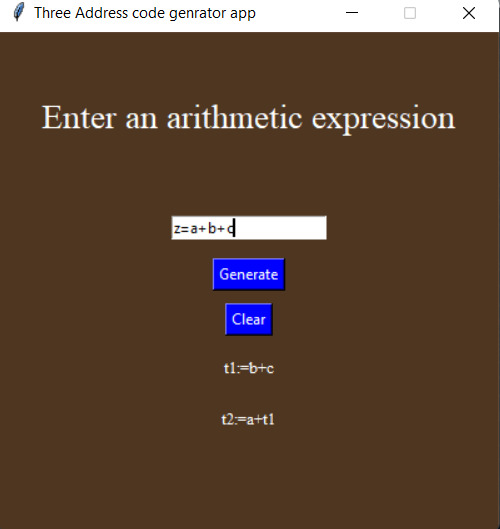 Three Address code genrator app
Enter an arithmetic expression
z=a+b+c
Generate
Clear
t1:=b+c
t2:=a+t1